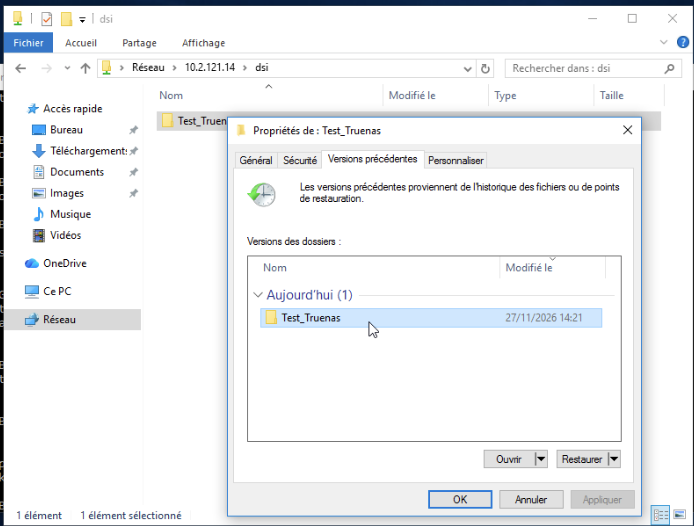 dsi
Fichier Accueil Partage Affichage
Réseau > 10.2.121.14 > dsi
Rechercher dans : dsi
Nom Modifié le Type Taille
Accès rapide
Bureau
Téléchargement:
Documents
Images
Musique
Vidéos
OneDrive
Ce PC
Réseau
Test_Truen
Propriétés de : Test_Truenas
Général Sécurité Versions précédentes Personnaliser
Les versions précédentes proviennent de l'historique des fichiers ou de points
de restauration.
Versions des dossiers :
Nom Modifié le
Aujourd'hui (1)
Test_Truenas 27/11/2026 14:21
Ouvrir Restaurer
OK Annuler Appliquer
1 élément 1 élément sélectionné